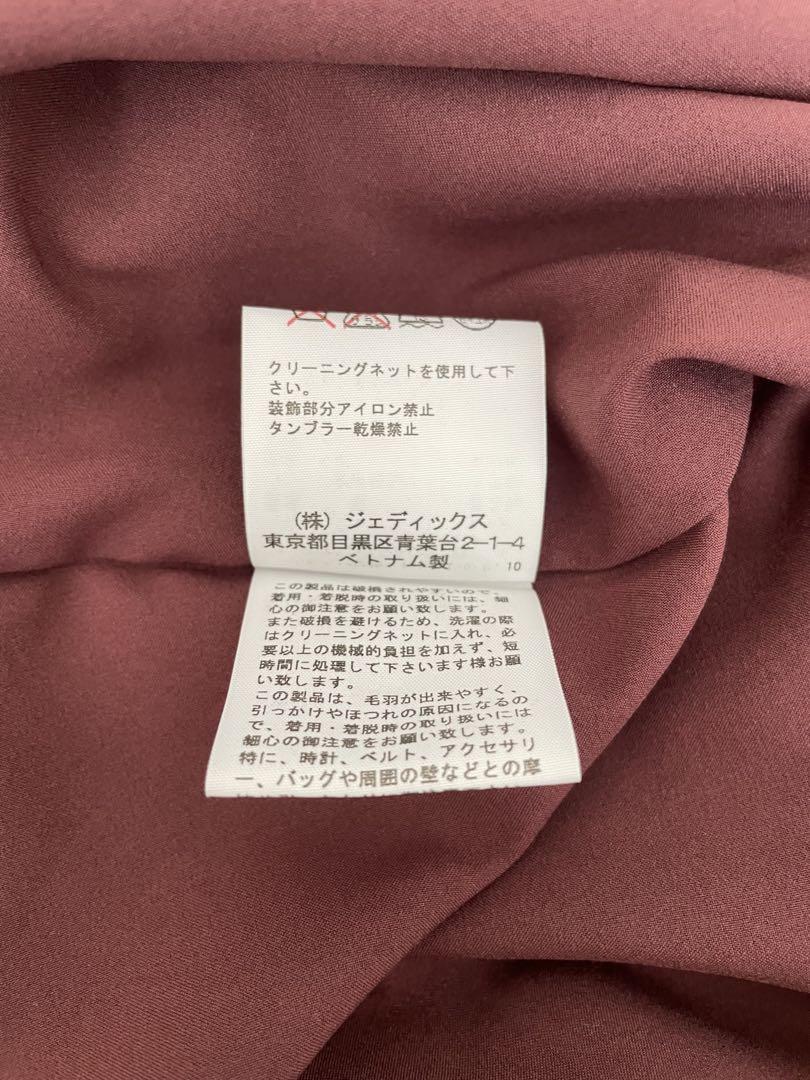 クリーニングネットを使用して下
さい。
装飾部分アイロン禁止
タンブラー乾燥禁止
(株) ジェディックス
東京都目黒区青葉台2-1-4
ベトナム製
10
この製品は破損されやすいので、
着用・着脱時の取り扱いには、細
心の御注意をお願い致します。
また破損を避けるため、洗濯の際
はクリーニングネットに入れ、必
要以上の機械的負担を加えず、短
時間に処理して下さいます様お願
い致します。
この製品は、毛羽が出来やすく、
引っかけやほつれの原因になるの
で、着用・着脱時の取り扱いには
細心の御注意をお願い致します。
特に、時計、ベルト、アクセサリ
ー、バッグや周囲の壁などとの摩